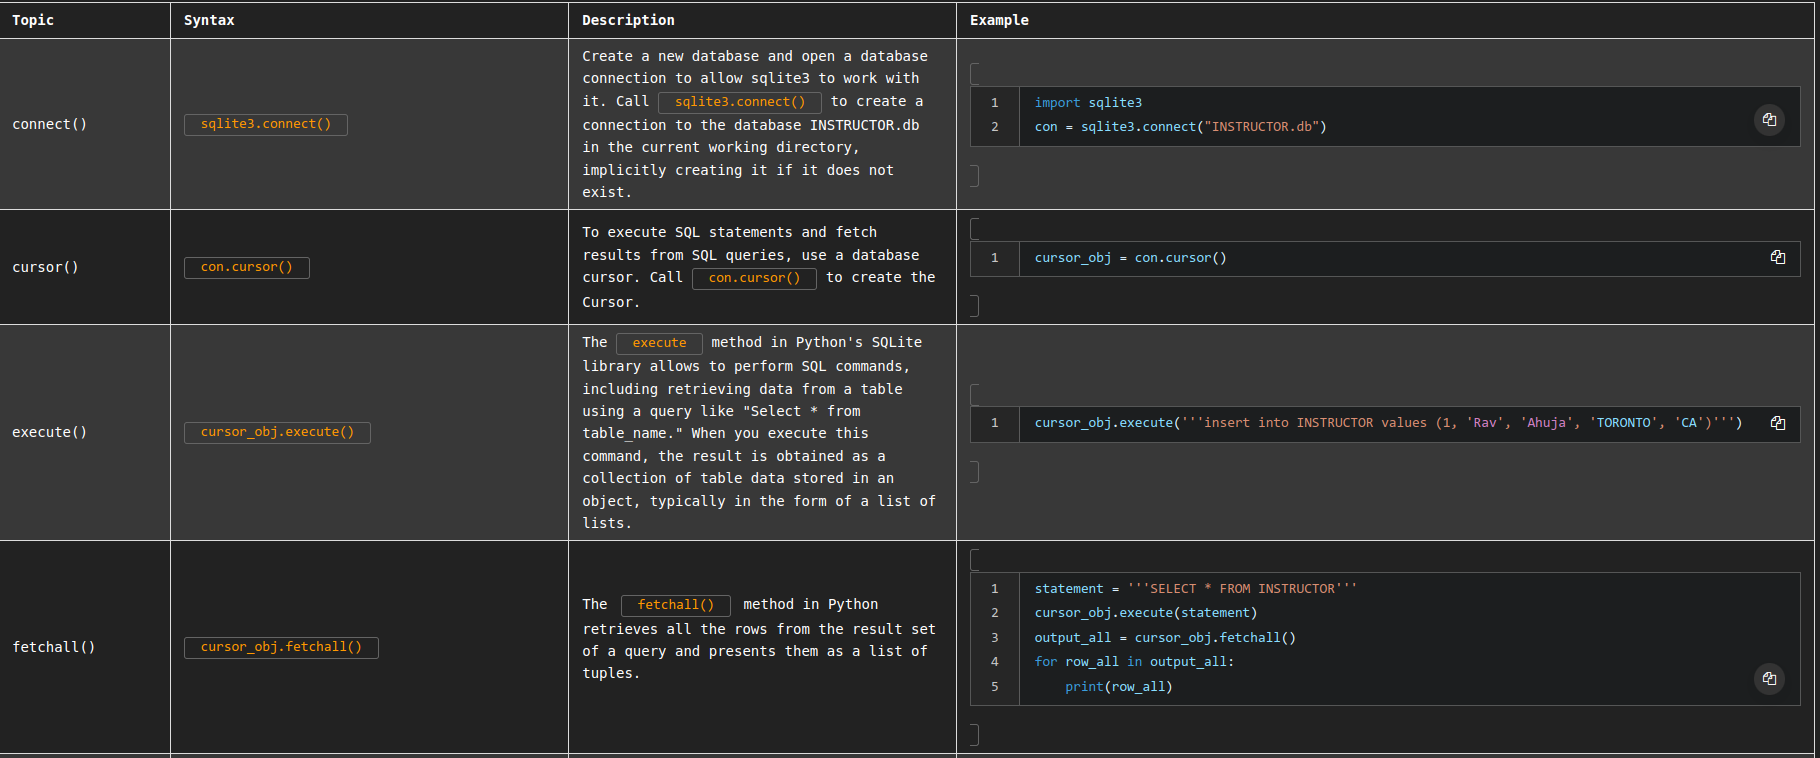 Topic Syntax Description Example
connect()
sqlite3.connect()
Create a new database and open a database
connection to allow sqlite3 to work with
it. Call sqlite3.connect() to create a
connection to the database INSTRUCTOR.db
in the current working directory,
implicitly creating it if it does not
exist.
1 import sqlite3
2 con = sqlite3.connect("INSTRUCTOR.db")
cursor()
con.cursor()
To execute SQL statements and fetch
results from SQL queries, use a database
cursor. Call con.cursor() to create the
Cursor.
1 cursor_obj = con.cursor()
execute()
cursor_obj.execute()
The execute method in Python's SQLite
library allows to perform SQL commands,
including retrieving data from a table
using a query like "Select * from
table_name." When you execute this
command, the result is obtained as a
collection of table data stored in an
object, typically in the form of a list of
lists.
1 cursor_obj.execute('''insert into INSTRUCTOR values (1, 'Rav', 'Ahuja', 'TORONTO', 'CA')''')
fetchall()
cursor_obj.fetchall()
The fetchall() method in Python
retrieves all the rows from the result set
of a query and presents them as a list of
tuples.
1 statement = '''SELECT * FROM INSTRUCTOR'''
2 cursor_obj.execute(statement)
3 output_all = cursor_obj.fetchall()
4 for row_all in output_all:
5     print(row_all)